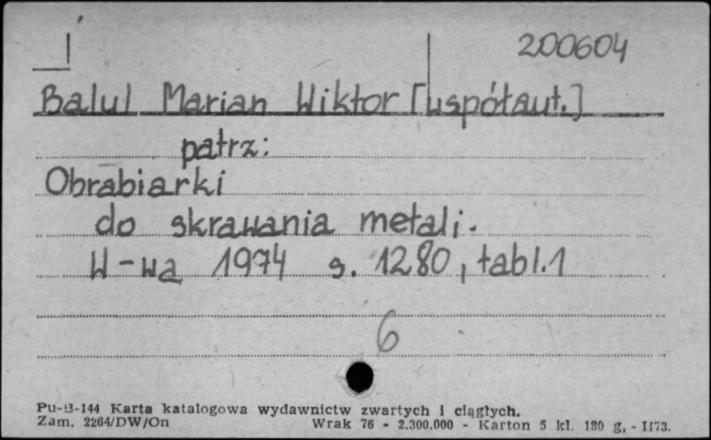 200604
Balul Marian Wiktor [współaut.]
patrz:
Obrabiarki
do skrawania metali.
W-wa 1974 s. 1280, tabl.1
6
Pu-B-144 Karta katalogowa wydawnictw zwartych i ciągłych.
Zam. 2264/DW/On Wrak 76 - 2.300.000 - Karton 5 kl. 180 g, - II73.